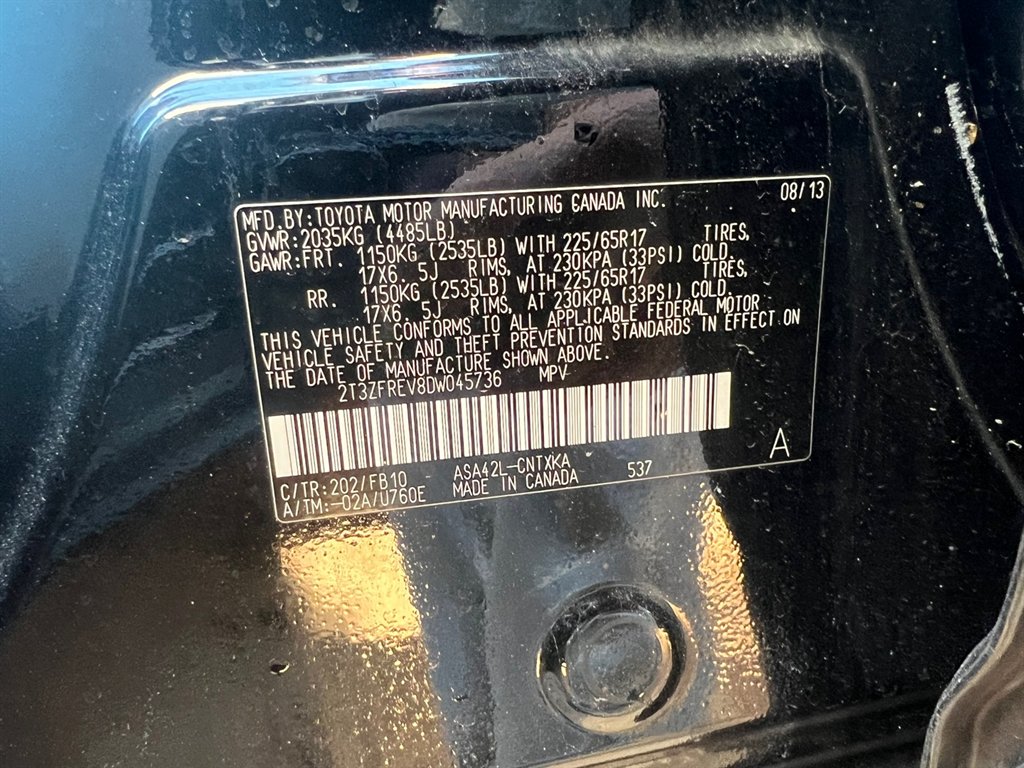 MFD.BY:TOYOTA MOTOR MANUFACTURING CANADA INC. 08/13
GVWR:2035KG (4485LB)
GAWR:FRT. 1150KG (2535LB) WITH 225/65R17 TIRES,
17X6.5J RIMS, AT 230KPA (33PSI) COLD.
RR. 1150KG (2535LB) WITH 225/65R17 TIRES,
17X6.5J RIMS, AT 230KPA (33PSI) COLD.
THIS VEHICLE CONFORMS TO ALL APPLICABLE FEDERAL MOTOR
VEHICLE SAFETY AND THEFT PREVENTION STANDARDS IN EFFECT ON
THE DATE OF MANUFACTURE SHOWN ABOVE.
2T3ZFREV8DW045736 MPV
A
C/TR:202/FB10 ASA42L-CNTXKA 537
A/TM:-02A/U760E MADE IN CANADA